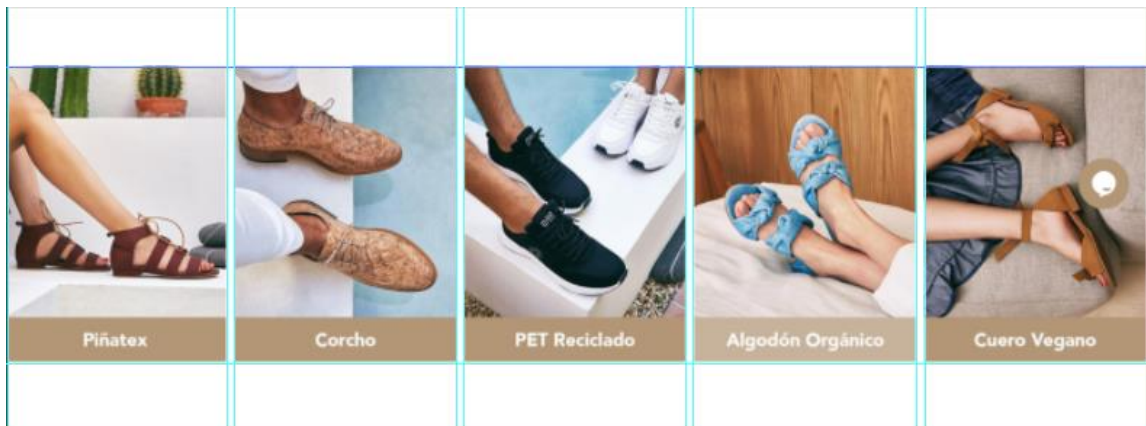 Piñatex
Corcho
PET Reciclado
Algodón Orgánico
Cuero Vegano